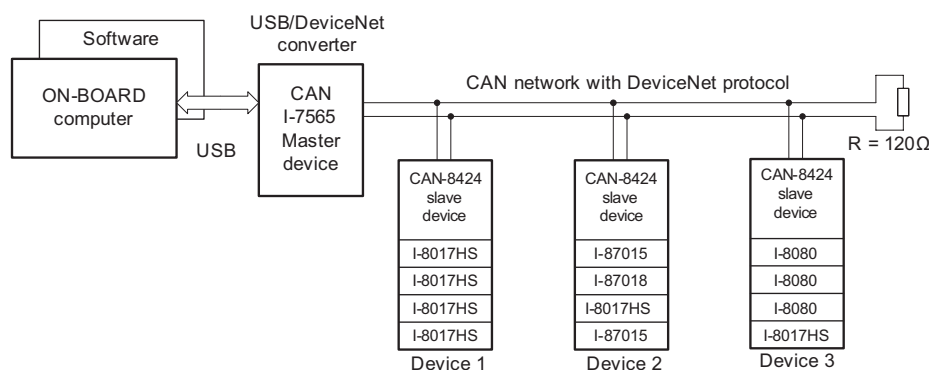 Software
ON-BOARD
computer
USB
USB/DeviceNet
converter
CAN
I-7565
Master
device
CAN network with DeviceNet protocol
R = 120Ω
CAN-8424
slave
device
I-8017HS
I-8017HS
I-8017HS
I-8017HS
Device 1
CAN-8424
slave
device
I-87015
I-87018
I-8017HS
I-87015
Device 2
CAN-8424
slave
device
I-8080
I-8080
I-8080
I-8017HS
Device 3